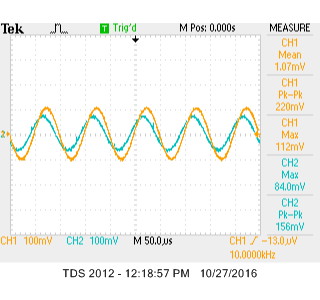 Tek T Trig'd M Pos: 0.000s MEASURE
CH1
Mean
1.07mV
CH1
Pk-Pk
220mV
CH1
Max
112mV
CH2
Max
84.0mV
CH2
Pk-Pk
156mV
2
CH1 100mV CH2 100mV M 50.0µs CH1 / -13.0µV
10.0000kHz
TDS 2012 - 12:18:57 PM 10/27/2016